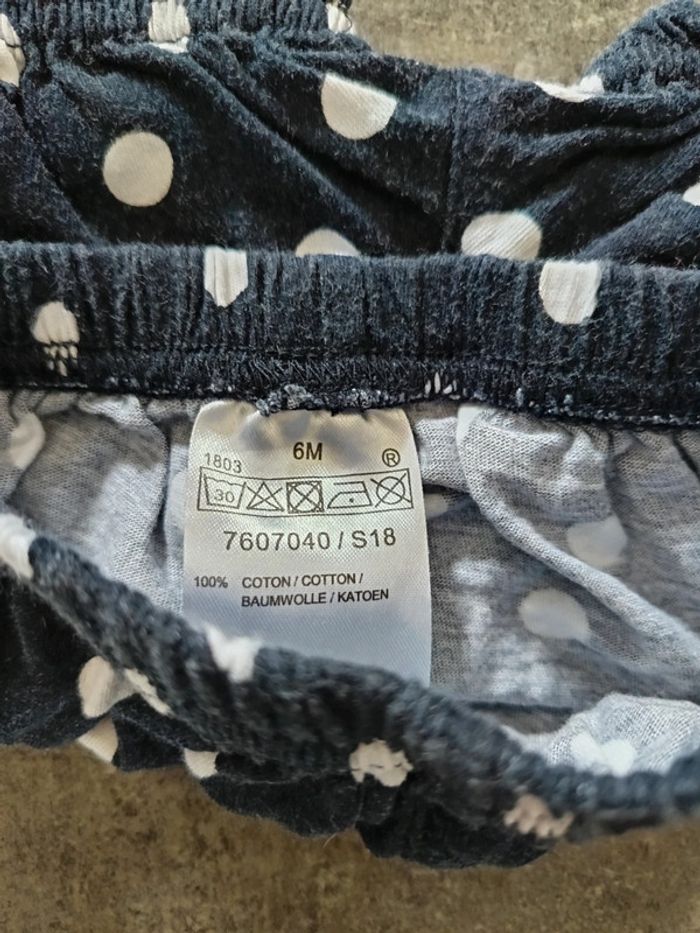 6M
1803 ®
30
7607040 / S18
100% COTON / COTTON /
BAUMWOLLE / KATOEN